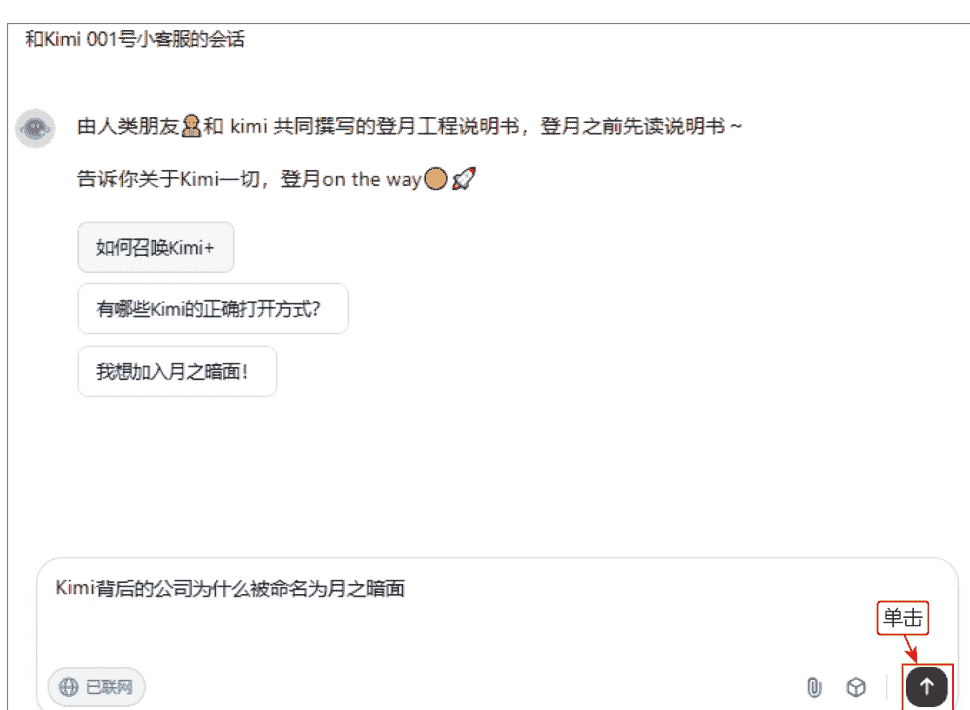 和Kimi 001号小客服的会话
由人类朋友和 kimi 共同撰写的登月工程说明书，登月之前先读说明书～
告诉你关于Kimi一切，登月on the way
如何召唤Kimi+
有哪些Kimi的正确打开方式？
我想加入月之暗面！
Kimi背后的公司为什么被命名为月之暗面
单击
已联网